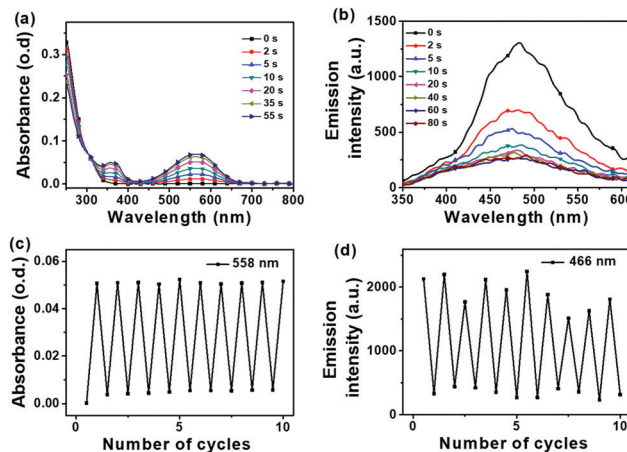 (a)
Absorbance (o.d)
0.3
0.2
0.1
0.0
300 400 500 600 700 800
Wavelength (nm)
0 s
2 s
5 s
10 s
20 s
35 s
55 s
(b)
Emission
intensity (a.u.)
1500
1250
1000
500
250
0
350 400 450 500 550 600
Wavelength (nm)
0 s
2 s
5 s
10 s
20 s
40 s
60 s
80 s
(c)
Absorbance (o.d.)
0.06
0.04
0.02
0.00
0 5 10
Number of cycles
558 nm
(d)
Emission
intensity (a.u.)
2000
1000
0
0 5 10
Number of cycles
466 nm